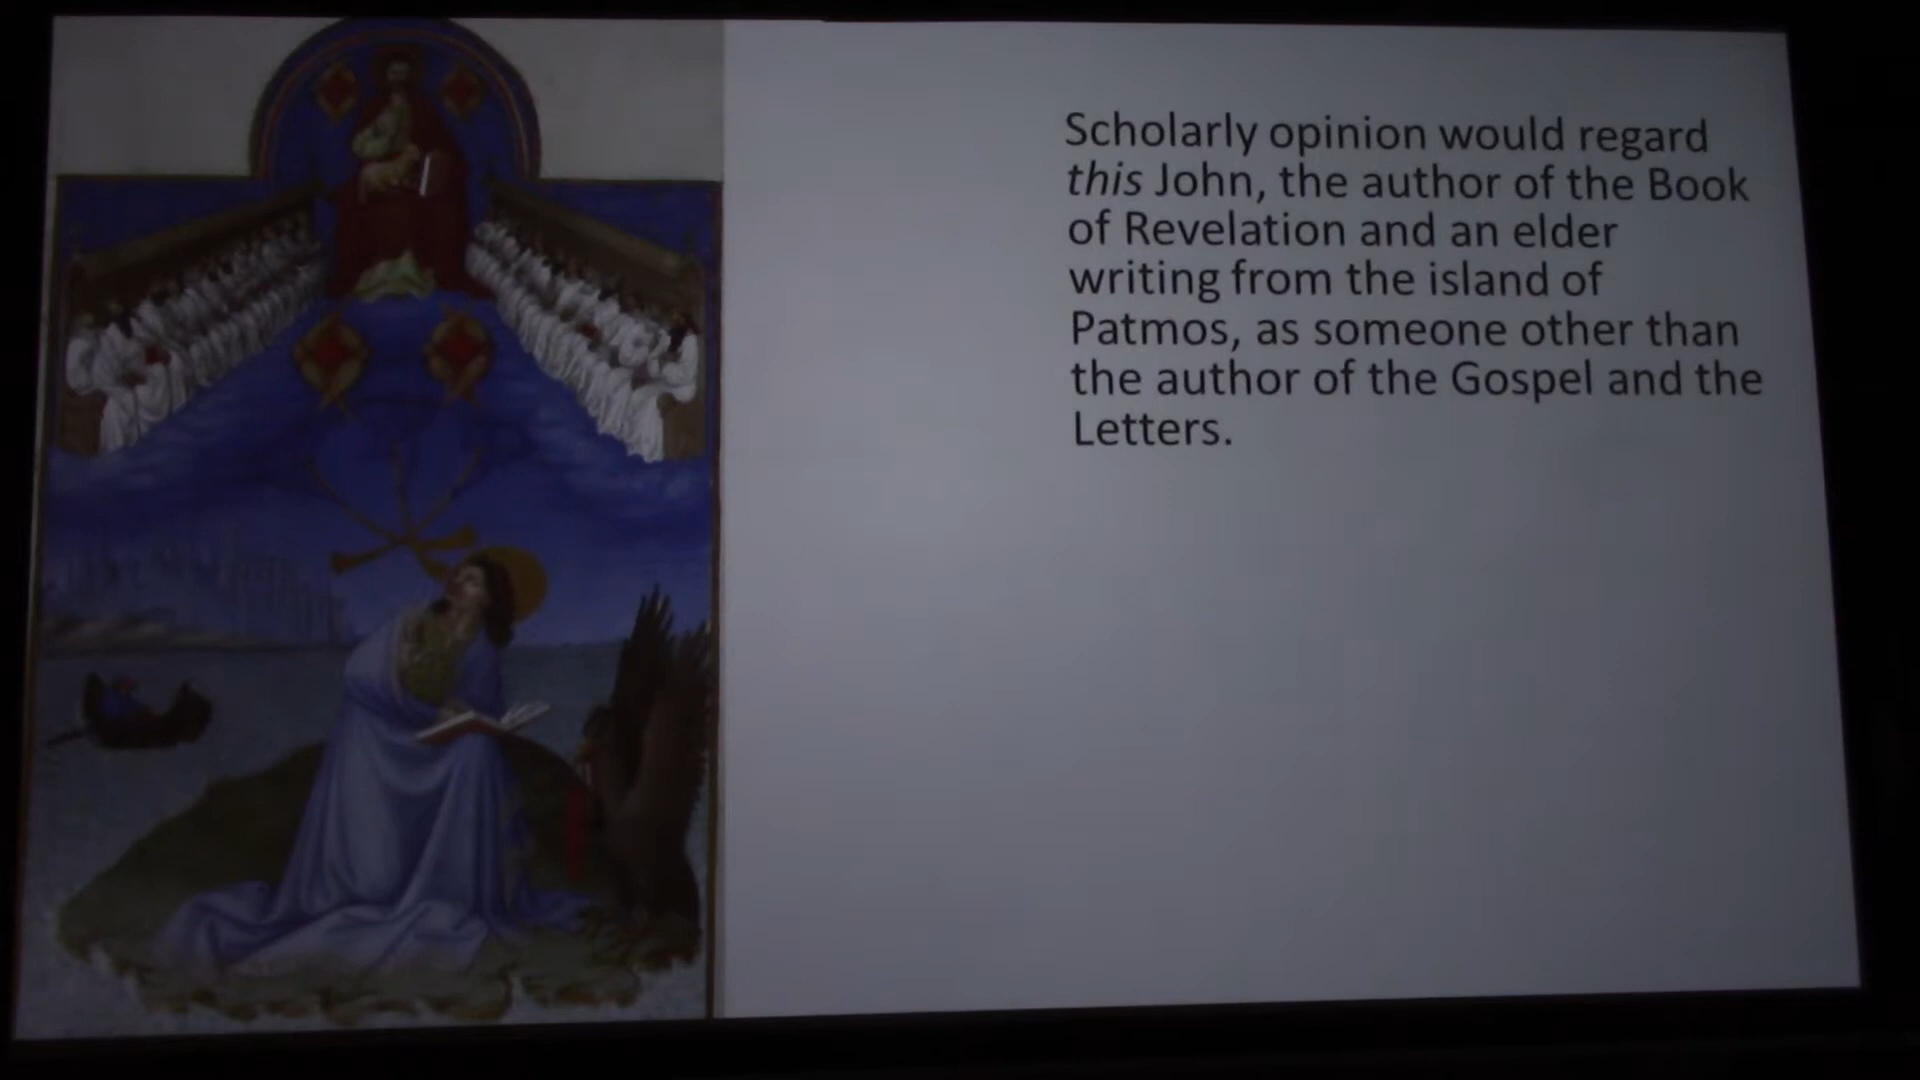 Scholarly opinion would regard
this John, the author of the Book
of Revelation and an elder
writing from the island of
Patmos, as someone other than
the author of the Gospel and the
Letters.